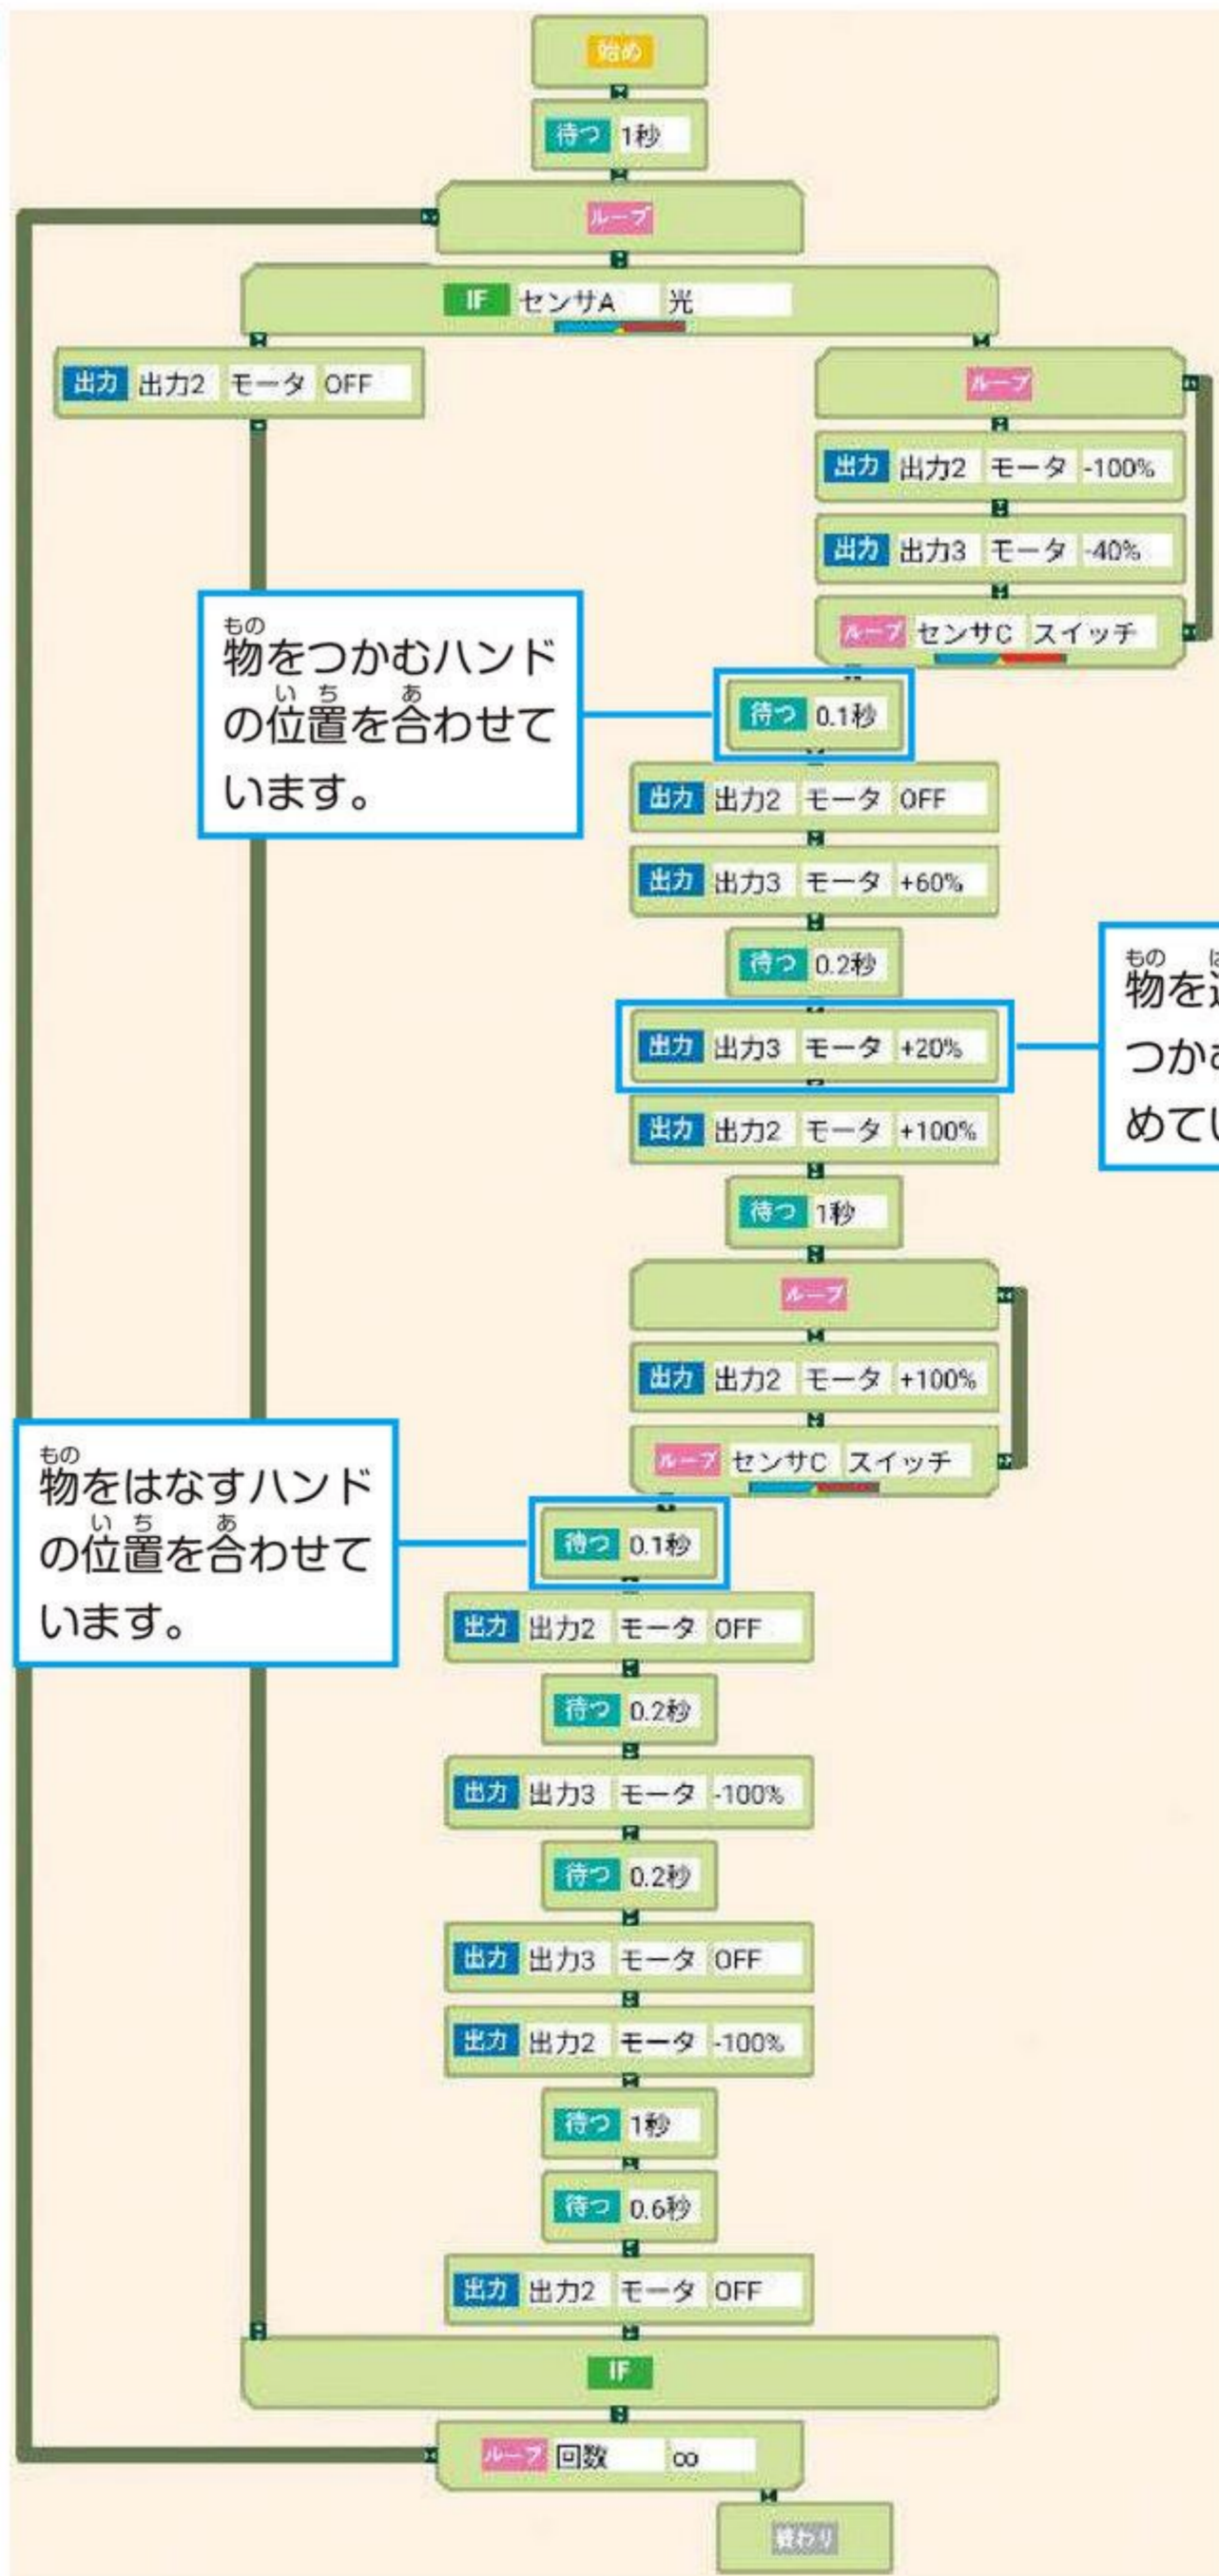 始め
待つ 1秒
ループ
IF センサA 光
出力 出力2 モータ OFF
ループ
出力 出力2 モータ -100%
出力 出力3 モータ -40%
ループ センサC スイッチ
もの
物をつかむハンド
いち あ
の位置を合わせて
います。
待つ 0.1秒
出力 出力2 モータ OFF
出力 出力3 モータ +60%
待つ 0.2秒
出力 出力3 モータ +20%
もの
物を
つか
めて
出力 出力2 モータ +100%
待つ 1秒
ループ
出力 出力2 モータ +100%
ループ センサC スイッチ
もの
物をはなすハンド
いち あ
の位置を合わせて
います。
待つ 0.1秒
出力 出力2 モータ OFF
待つ 0.2秒
出力 出力3 モータ -100%
待つ 0.2秒
出力 出力3 モータ OFF
出力 出力2 モータ -100%
待つ 1秒
待つ 0.6秒
出力 出力2 モータ OFF
IF
ループ 回数 ∞
終わり